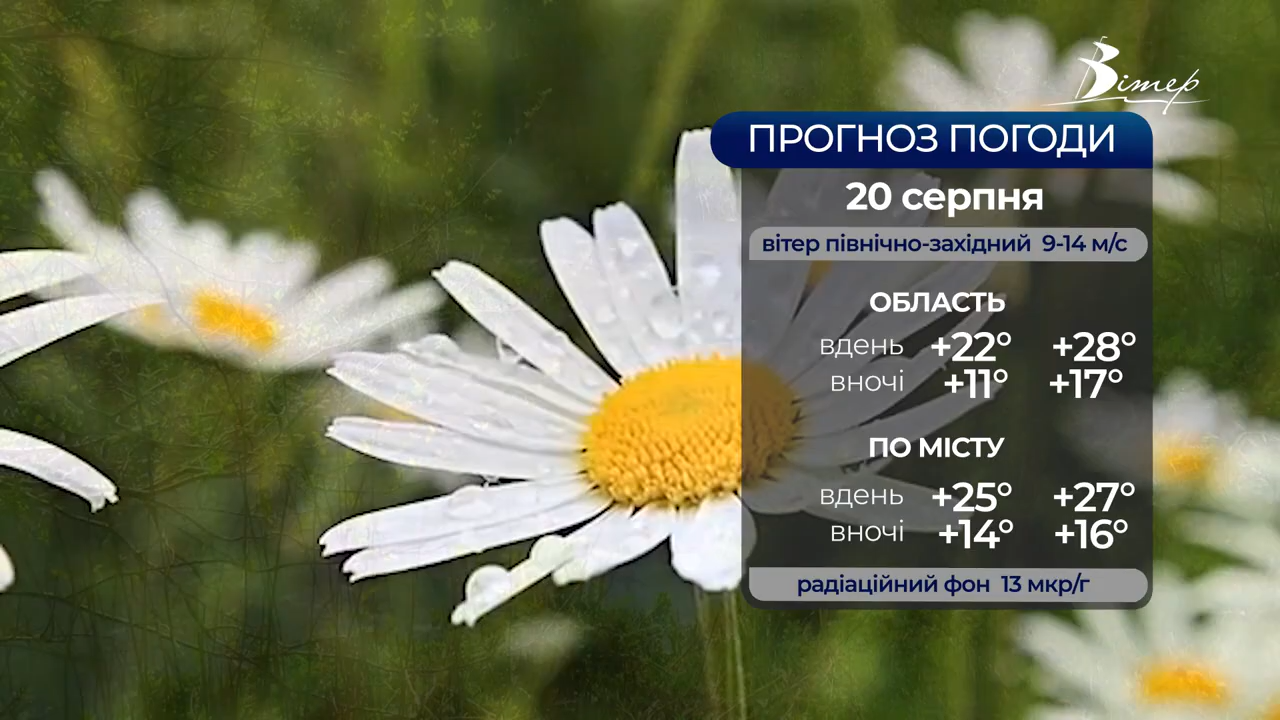 Вітер
ПРОГНОЗ ПОГОДИ
20 серпня
вітер північно-західний 9-14 м/с
ОБЛАСТЬ
вдень +22° +28°
вночі +11° +17°
ПО МІСТУ
вдень +25° +27°
вночі +14° +16°
радіаційний фон 13 мкр/г